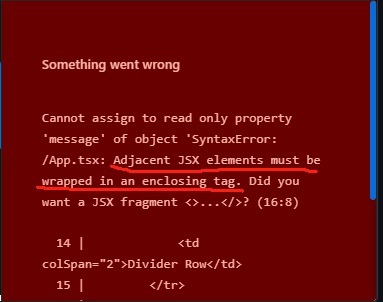 Something went wrong
Cannot assign to read only property
'message' of object 'SyntaxError:
/App.tsx: Adjacent JSX elements must be
wrapped in an enclosing tag. Did you
want a JSX fragment <>...</>? (16:8)
14 | <td
colSpan="2">Divider Row</td>
15 | </tr>